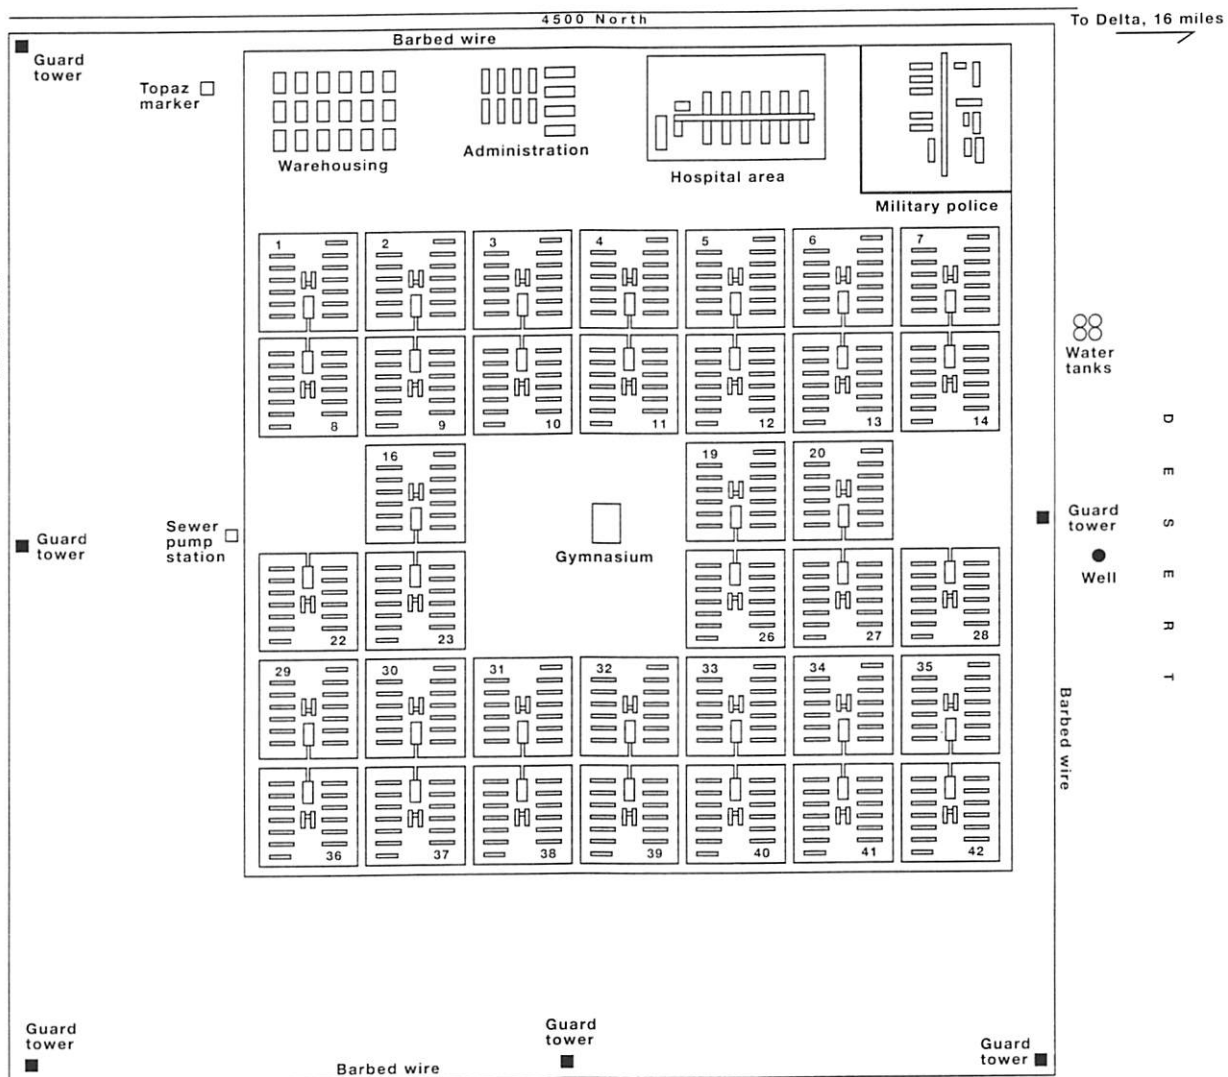 4500 North
To Delta, 16 miles
Barbed wire
Guard
tower
Topaz
marker
Warehousing
Administration
Hospital area
Military police
1
2
3
4
5
6
7
8
9
10
11
12
13
14
Water
tanks
DESERT
16
19
20
Guard
tower
Sewer
pump
station
Gymnasium
Guard
tower
Well
22
23
26
27
28
29
30
31
32
33
34
35
Barbed wire
36
37
38
39
40
41
42
Guard
tower
Guard
tower
Guard
tower
Barbed wire